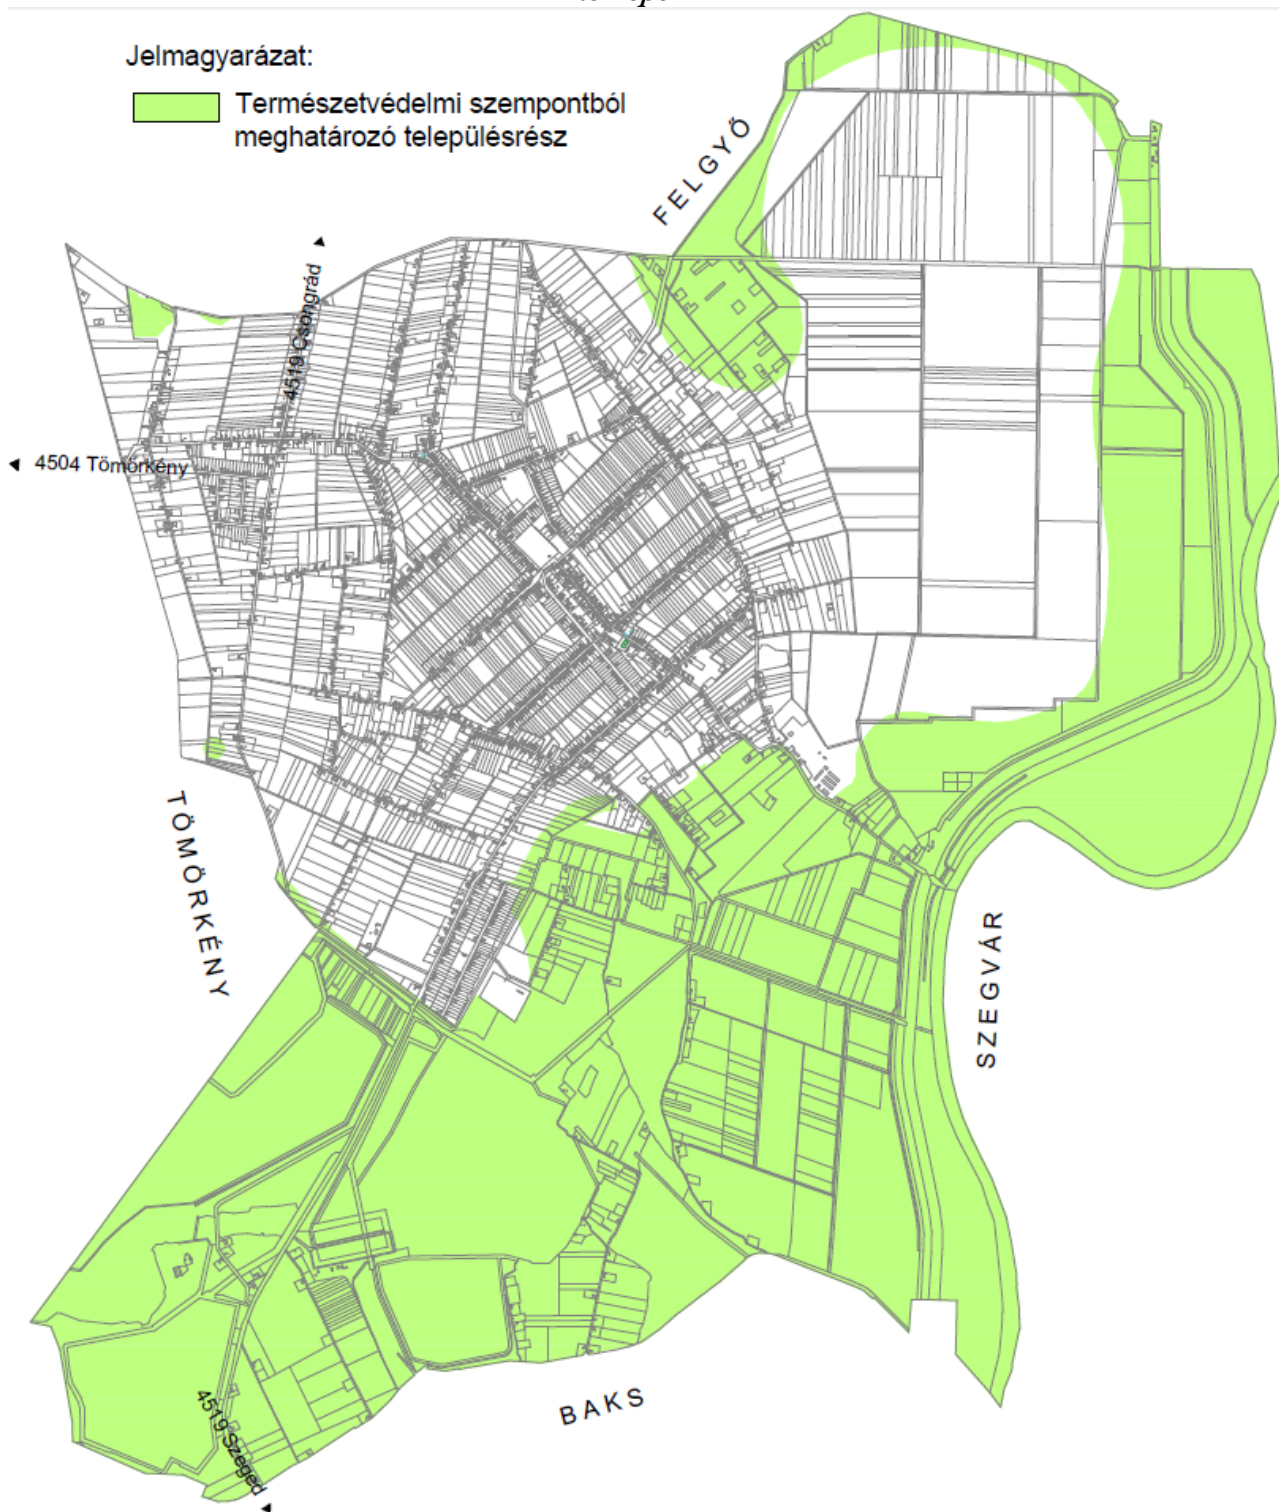 Jelmagyarázat:
Természetvédelmi szempontból
meghatározó településrész
FELGYŐ
4519 Csongrád
4504 Tömörkény
TÖMÖRKÉNY
SZEGVÁR
BAKS
4519 Szeged